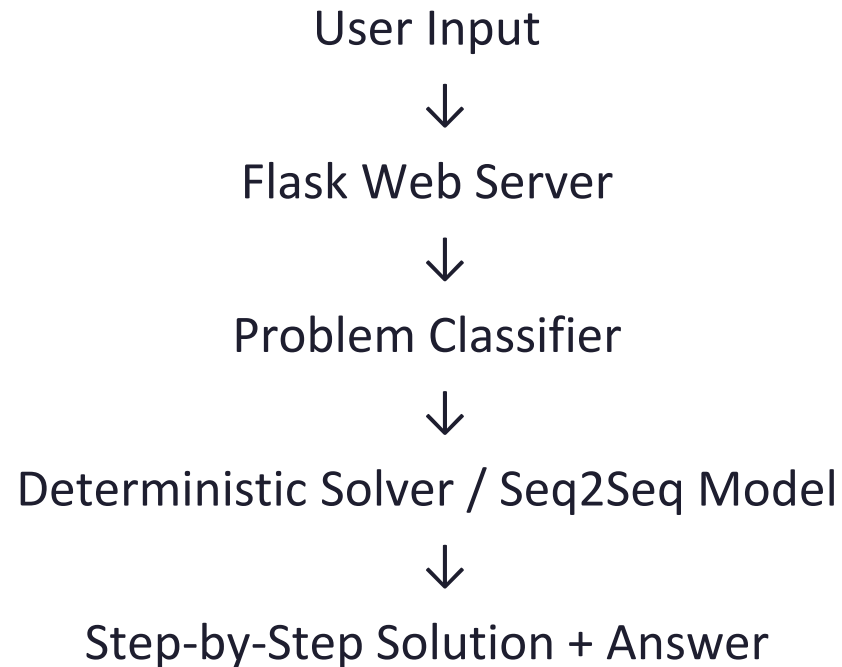 User Input
↓
Flask Web Server
↓
Problem Classifier
↓
Deterministic Solver / Seq2Seq Model
↓
Step-by-Step Solution + Answer